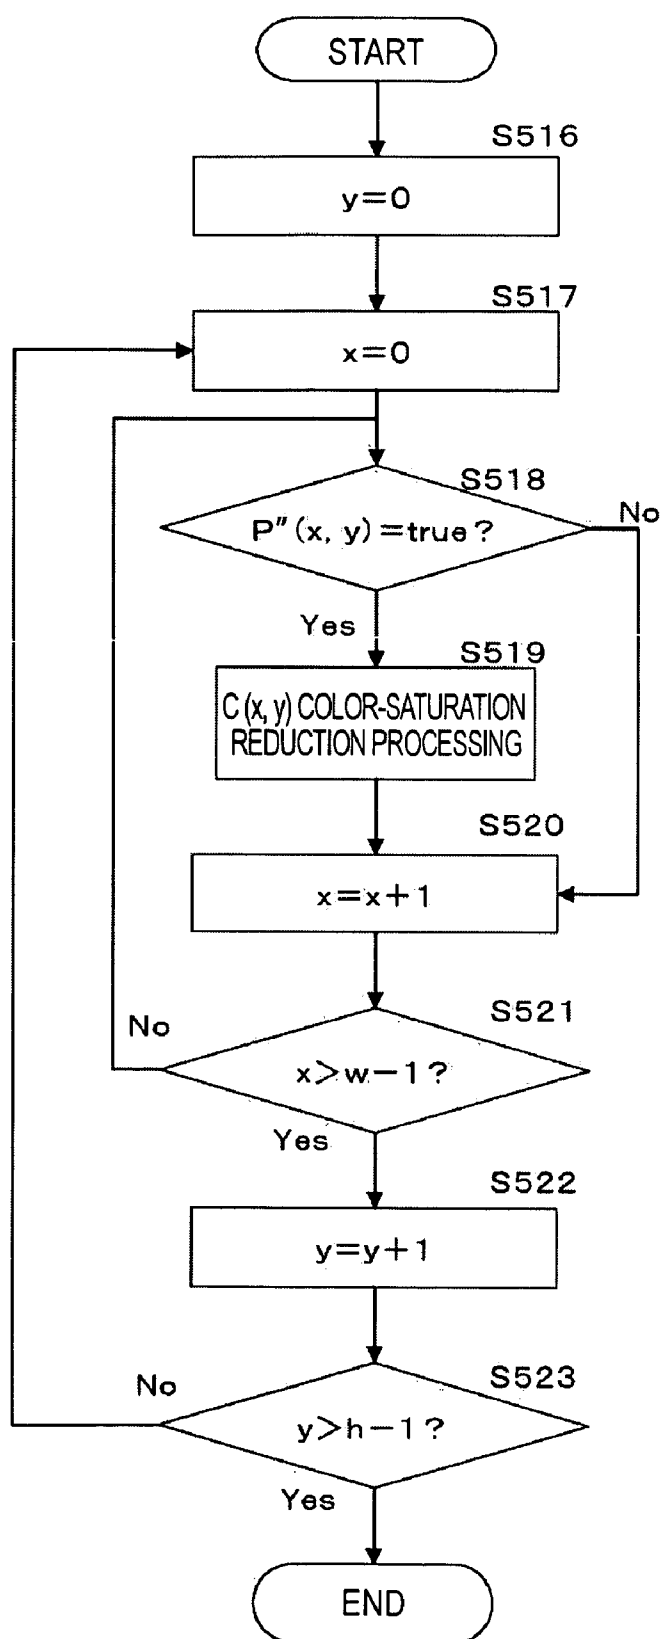 START
S516
y=0
S517
x=0
S518
P″(x, y)=true?
No
Yes
S519
C(x,y) COLOR-SATURATION
REDUCTION PROCESSING
S520
x=x+1
S521
No
x>w-1?
Yes
S522
y=y+1
S523
No
y>h-1?
Yes
END